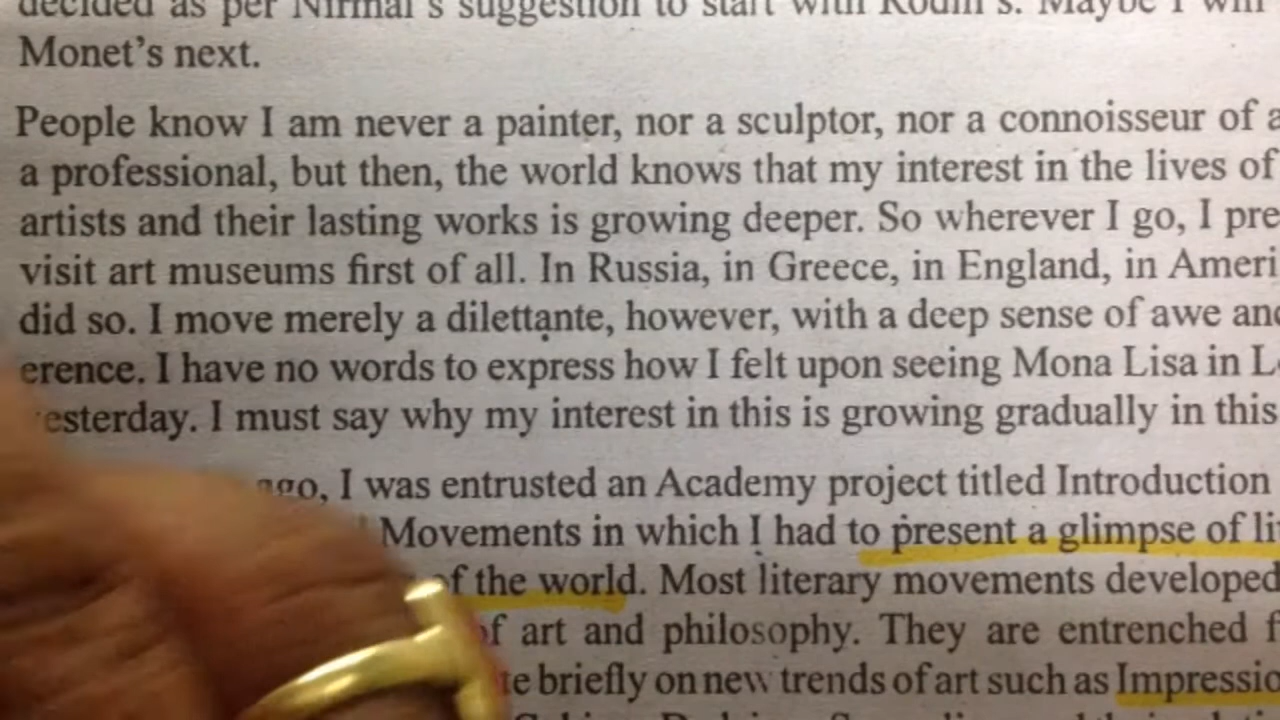 decided as per Nirmal's suggestion to start with Rodin's. Maybe I will
Monet's next.
People know I am never a painter, nor a sculptor, nor a connoisseur of a
a professional, but then, the world knows that my interest in the lives of
artists and their lasting works is growing deeper. So wherever I go, I pre
visit art museums first of all. In Russia, in Greece, in England, in Ameri
did so. I move merely a dilettante, however, with a deep sense of awe and
erence. I have no words to express how I felt upon seeing Mona Lisa in L
esterday. I must say why my interest in this is growing gradually in this
ago, I was entrusted an Academy project titled Introduction
Movements in which I had to present a glimpse of li
of the world. Most literary movements developed
of art and philosophy. They are entrenched f
te briefly on new trends of art such as Impressio